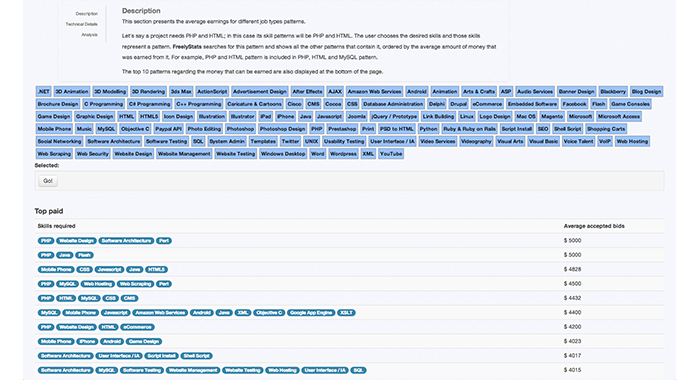 Description
Technical Details
Analysis
Description
This section presents the average earnings for different job types patterns.
Let's say a project needs PHP and HTML; in this case its skill patterns will be PHP and HTML. The user chooses the desired skills and those skills
represent a pattern. FreelyStats searches for this pattern and shows all the other patterns that contain it, ordered by the average amount of money that
was earned from it. For example, PHP and HTML pattern is included in PHP, HTML and MySQL pattern.
The top 10 patterns regarding the money that can be earned are also displayed at the bottom of the page.
.NET 3D Animation 3D Modelling 3D Rendering 3ds Max ActionScript Advertisement Design After Effects AJAX Amazon Web Services Android Animation Arts & Crafts ASP Audio Services Banner Design Blackberry Blog Design
Brochure Design C Programming C# Programming C++ Programming Caricature & Cartoons Cisco CMS Cocoa CSS Database Administration Delphi Drupal eCommerce Embedded Software Facebook Flash Game Consoles
Game Design Graphic Design HTML HTML5 Icon Design Illustration Illustrator iPad iPhone Java Javascript Joomla jQuery / Prototype Link Building Linux Logo Design Mac OS Magento Microsoft Microsoft Access
Mobile Phone Music MySQL Objective C Paypal API Photo Editing Photoshop Photoshop Design PHP Prestashop Print PSD to HTML Python Ruby & Ruby on Rails Script Install SEO Shell Script Shopping Carts
Social Networking Software Architecture Software Testing SQL System Admin Templates Twitter UNIX Usability Testing User Interface / IA Video Services Videography Visual Arts Visual Basic Voice Talent VoIP Web Hosting
Web Scraping Web Security Website Design Website Management Website Testing Windows Desktop Word Wordpress XML YouTube
Selected:
Go!
Top paid
Skills required Average accepted bids
PHP Website Design Software Architecture Perl $ 5000
PHP Java Flash $ 5000
Mobile Phone CSS Javascript Java HTML5 $ 4828
PHP MySQL Web Hosting Web Scraping Perl $ 4500
PHP HTML MySQL CSS CMS $ 4432
MySQL Mobile Phone Javascript Amazon Web Services Android Java XML Objective C Google App Engine XSLT $ 4400
PHP Website Design HTML eCommerce $ 4200
Mobile Phone iPhone Android Game Design $ 4023
Software Architecture User Interface / IA Script Install Shell Script $ 4017
Software Architecture MySQL Software Testing Website Management Website Testing Web Hosting User Interface / IA SQL $ 4015